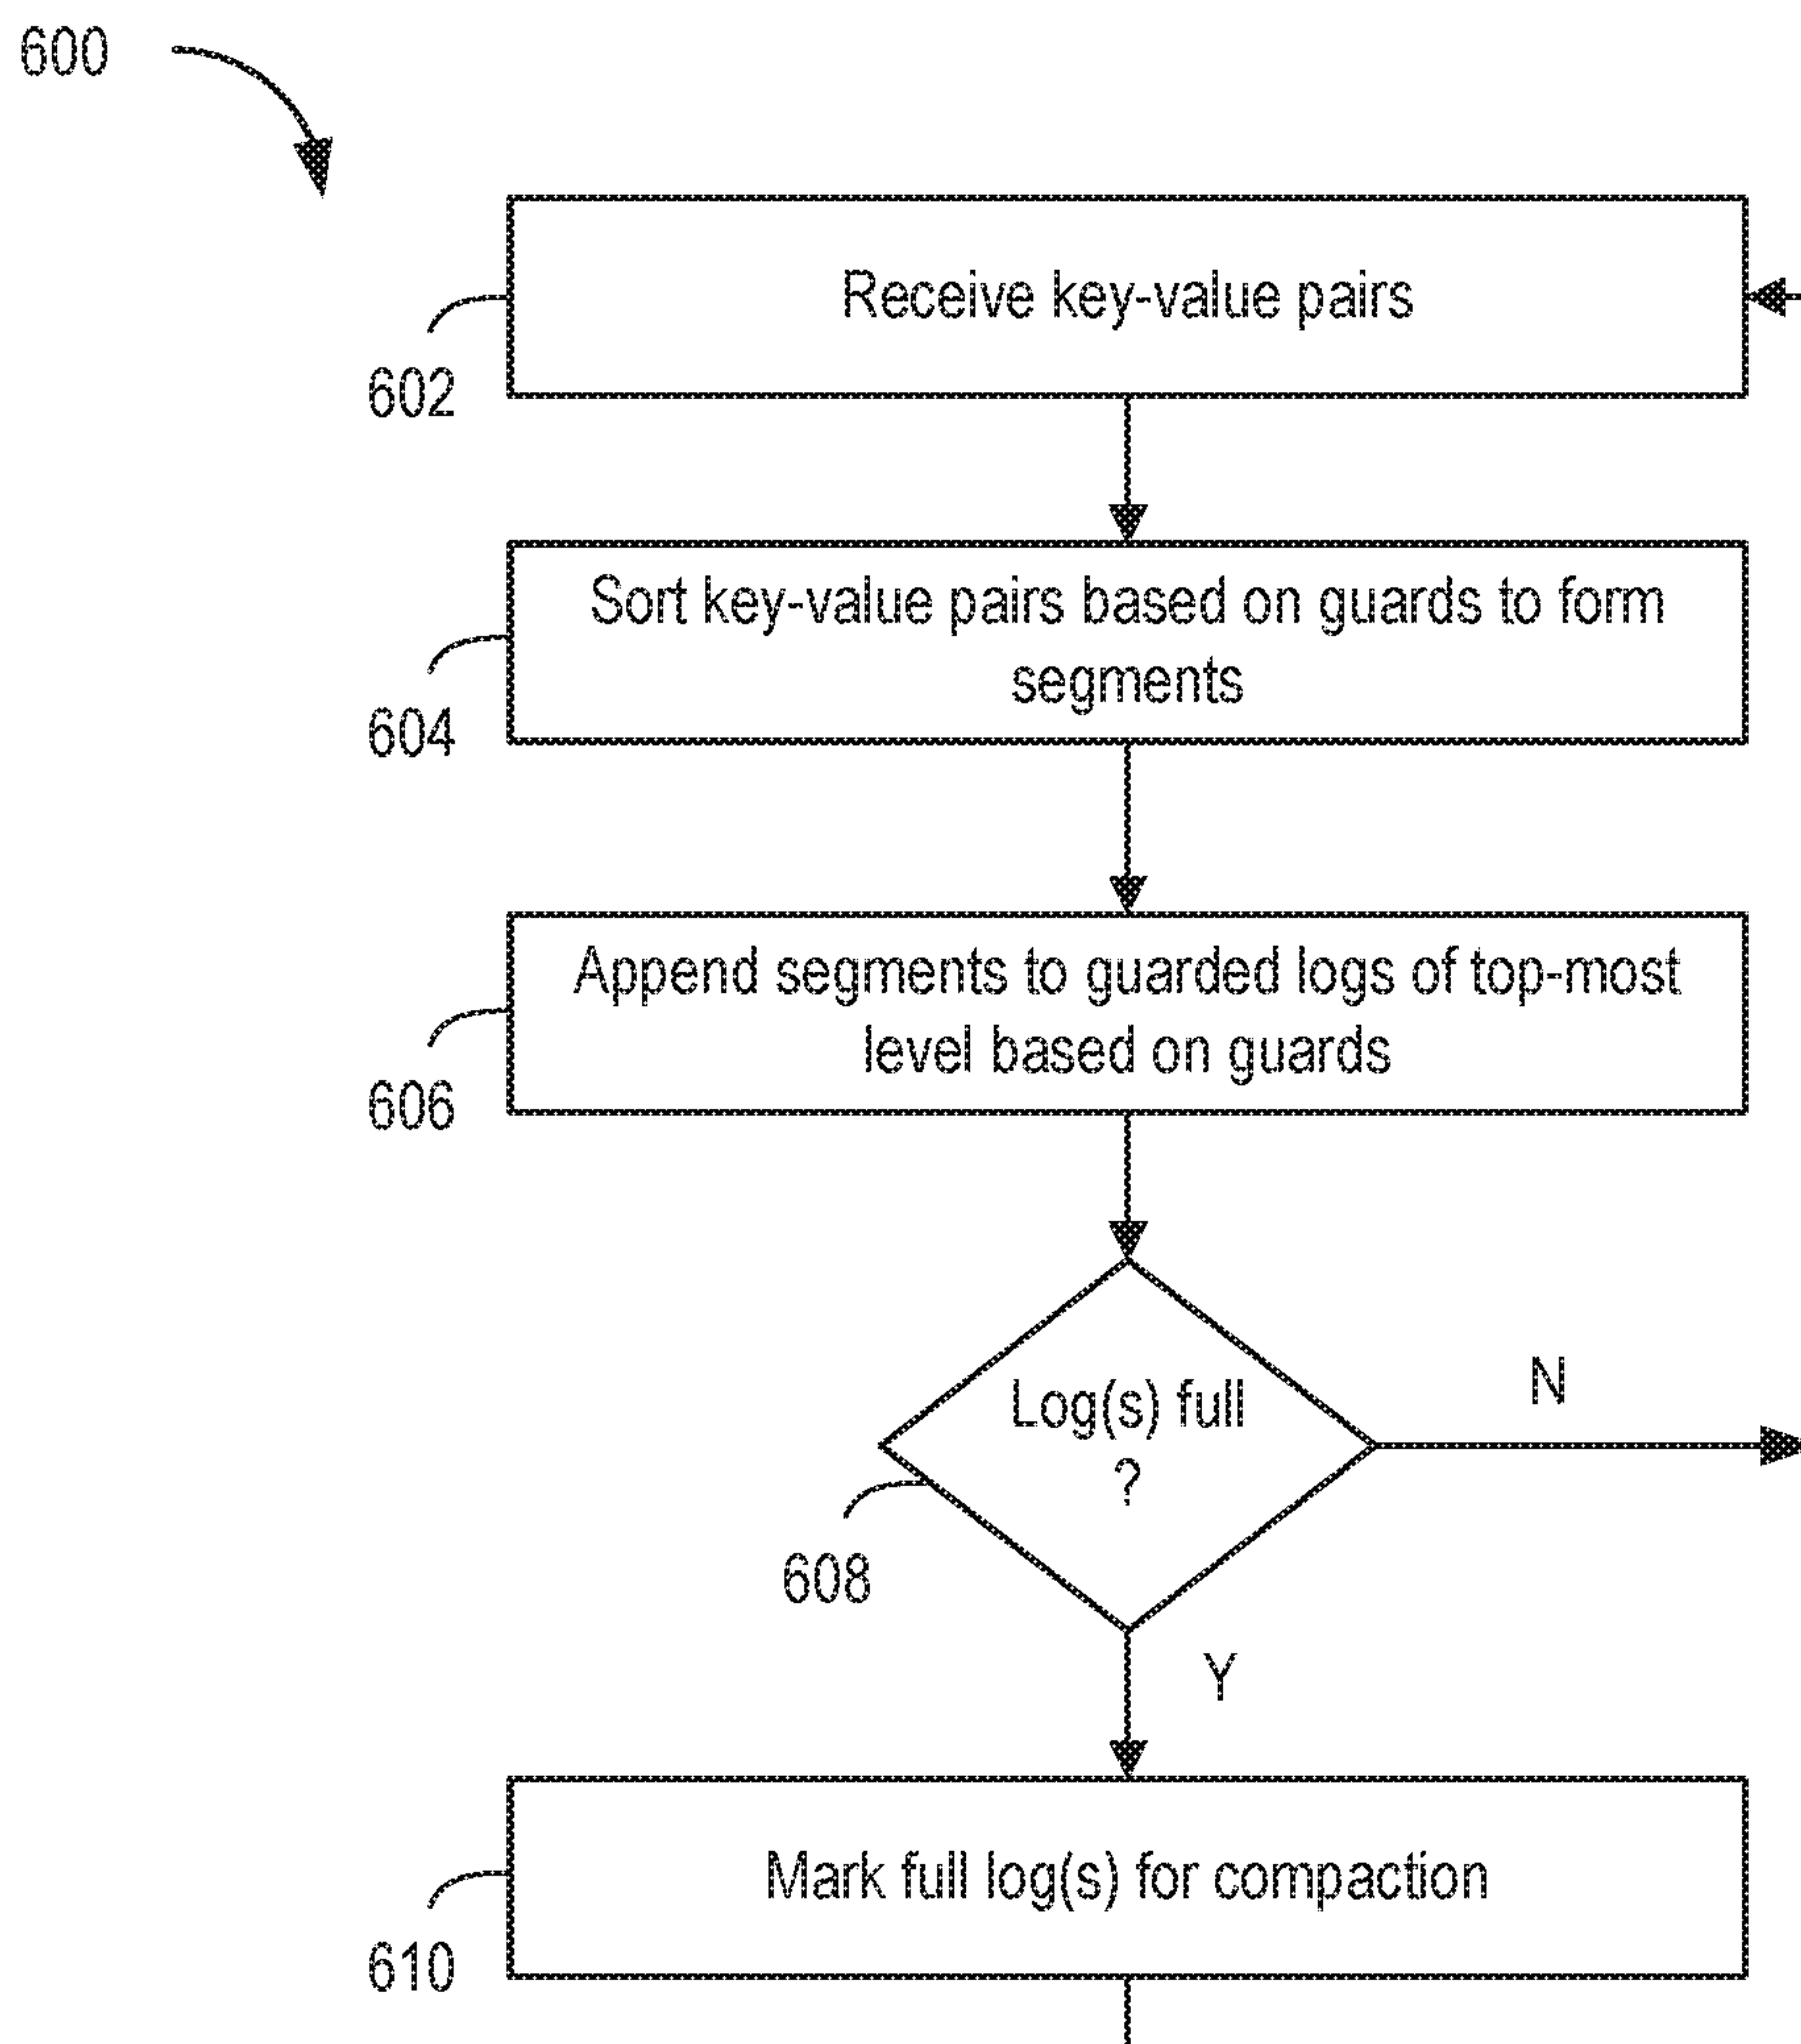 600
Receive key-value pairs
602
Sort key-value pairs based on guards to form
segments
604
Append segments to guarded logs of top-most
level based on guards
606
Log(s) full
?
N
608
Y
Mark full log(s) for compaction
610